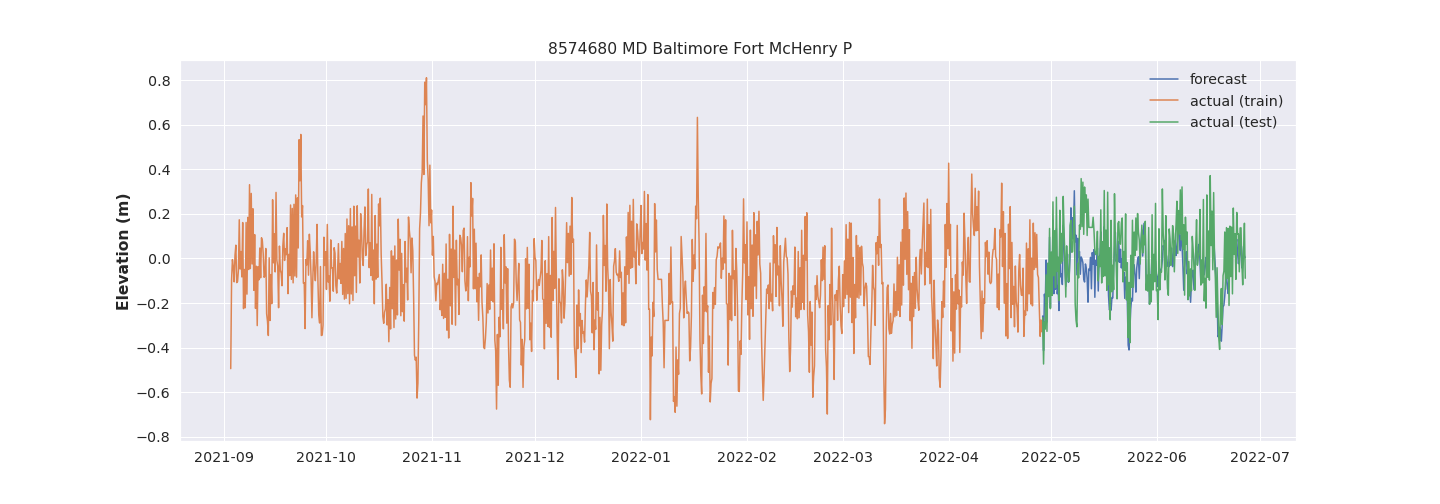 8574680 MD Baltimore Fort McHenry P
forecast
actual (train)
actual (test)
Elevation (m)
0.8
0.6
0.4
0.2
0.0
−0.2
−0.4
−0.6
−0.8
2021-09 2021-10 2021-11 2021-12 2022-01 2022-02 2022-03 2022-04 2022-05 2022-06 2022-07